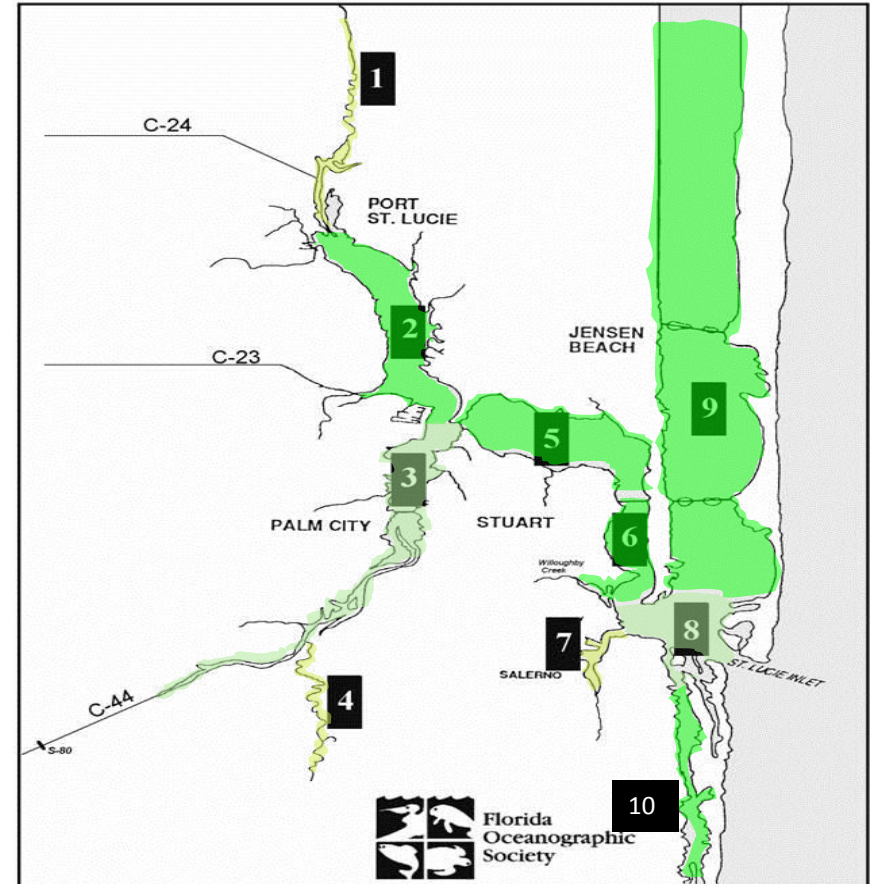 1
C-24
PORT
ST. LUCIE
2
JENSEN
BEACH
C-23
9
5
3
PALM CITY
STUART
6
Willoughby
Creek
7
8
SALERNO
ST. LUCIE INLET
C-44
4
S-80
10
Florida
Oceanographic
Society